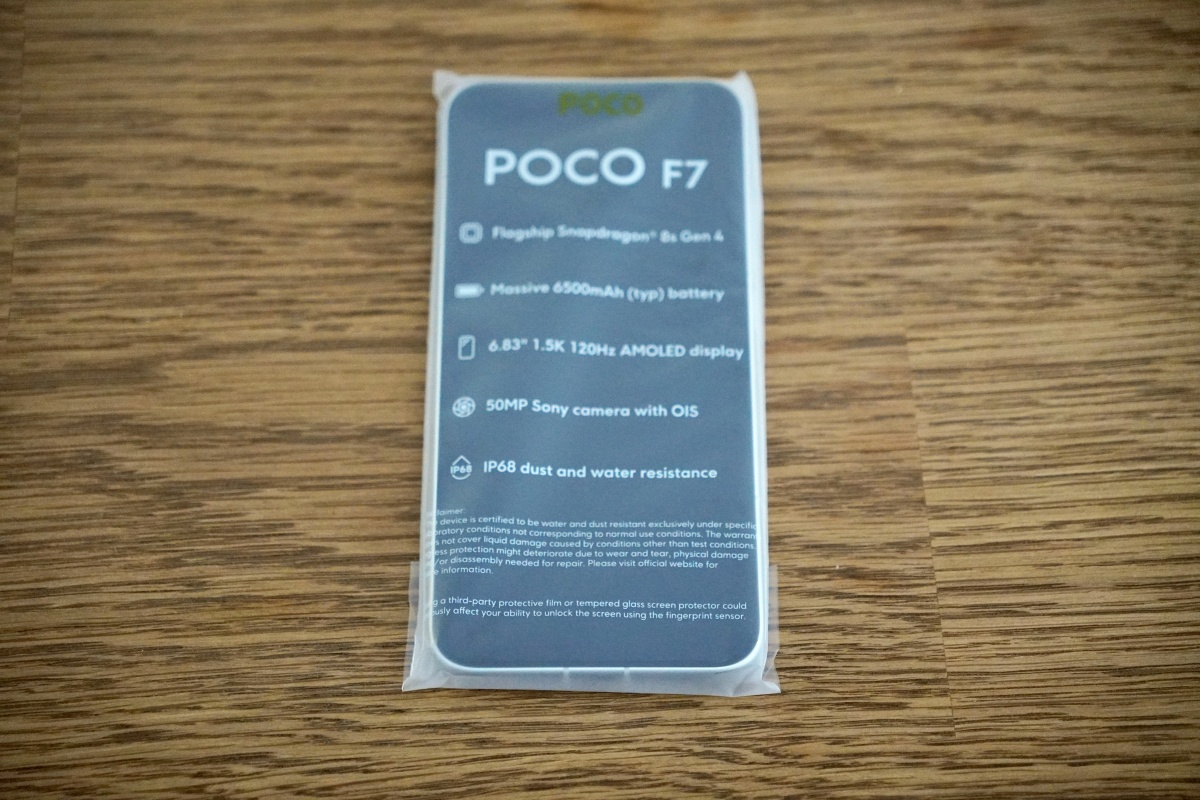 POCO
POCO F7
Flagship Snapdragon® 8s Gen 4
Massive 6500mAh (typ) battery
6.83" 1.5K 120Hz AMOLED display
50MP Sony camera with OIS
IP68
IP68 dust and water resistance
laimer:
device is certified to be water and dust resistant exclusively under specific
ratory conditions not corresponding to normal use conditions. The warran
s not cover liquid damage caused by conditions other than test conditions.
ess protection might deteriorate due to wear and tear, physical damage
/or disassembly needed for repair. Please visit official website for
e information.
g a third-party protective film or tempered glass screen protector could
ously affect your ability to unlock the screen using the fingerprint sensor.